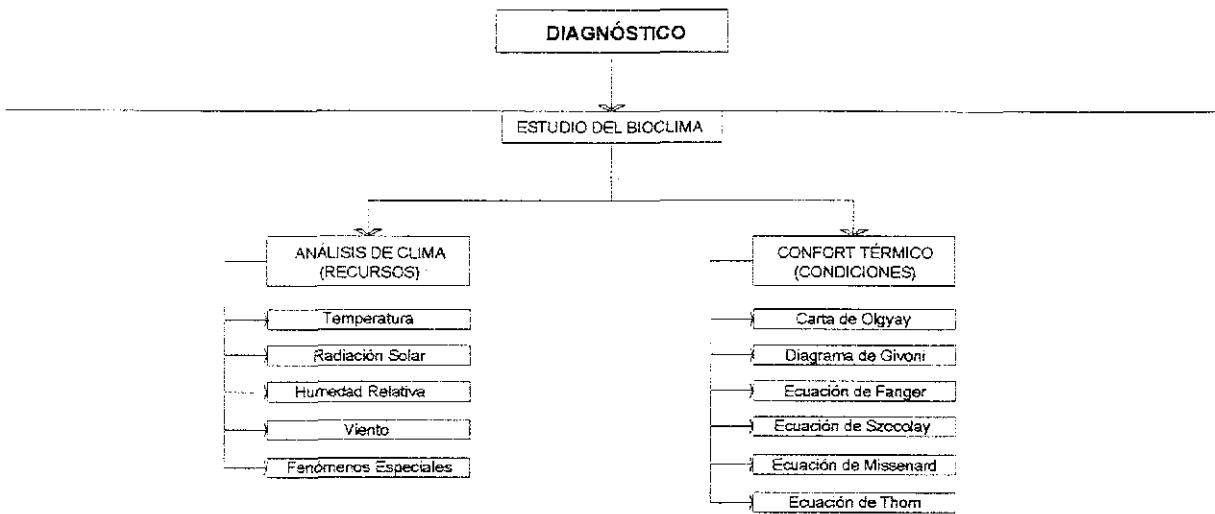 DIAGNÓSTICO
ESTUDIO DEL BIOCLIMA
ANÁLISIS DE CLIMA
(RECURSOS)
Temperatura
Radiación Solar
Humedad Relativa
Viento
Fenómenos Especiales
CONFORT TÉRMICO
(CONDICIONES)
Carta de Olgyay
Diagrama de Givoni
Ecuación de Fanger
Ecuación de Szocolay
Ecuación de Missenard
Ecuación de Thom